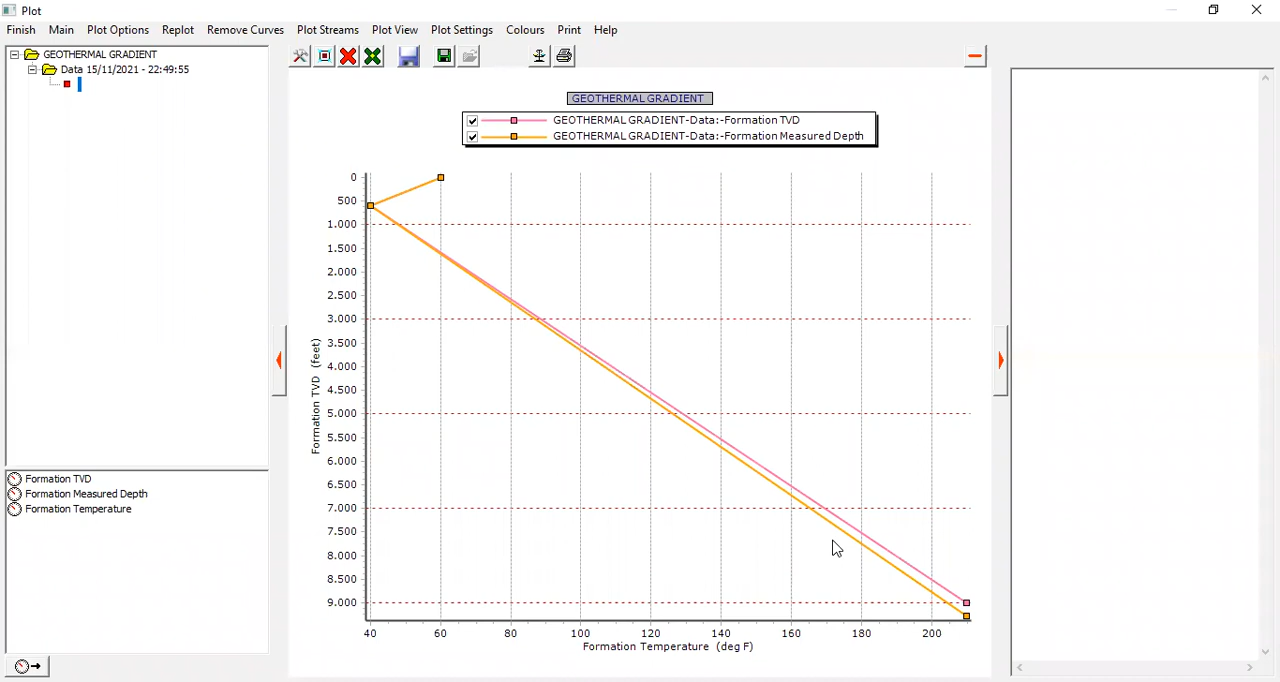 Plot
Finish Main Plot Options Replot Remove Curves Plot Streams Plot View Plot Settings Colours Print Help
GEOTHERMAL GRADIENT
Data 15/11/2021 - 22:49:55
GEOTHERMAL GRADIENT
GEOTHERMAL GRADIENT-Data:-Formation TVD
GEOTHERMAL GRADIENT-Data:-Formation Measured Depth
0
500
1.000
1.500
2.000
2.500
3.000
3.500
4.000
4.500
5.000
5.500
6.000
6.500
7.000
7.500
8.000
8.500
9.000
Formation TVD (feet)
40 60 80 100 120 140 160 180 200
Formation Temperature (deg F)
Formation TVD
Formation Measured Depth
Formation Temperature